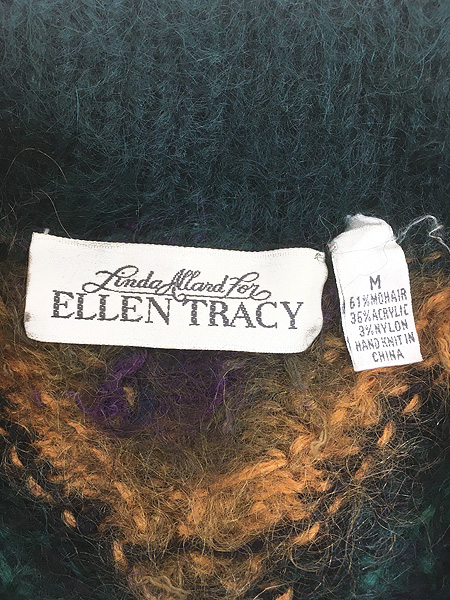 Linda Allard For
ELLEN TRACY
M
61%MOHAIR
36%ACRYLIC
3%NYLON
HAND KNIT IN
CHINA